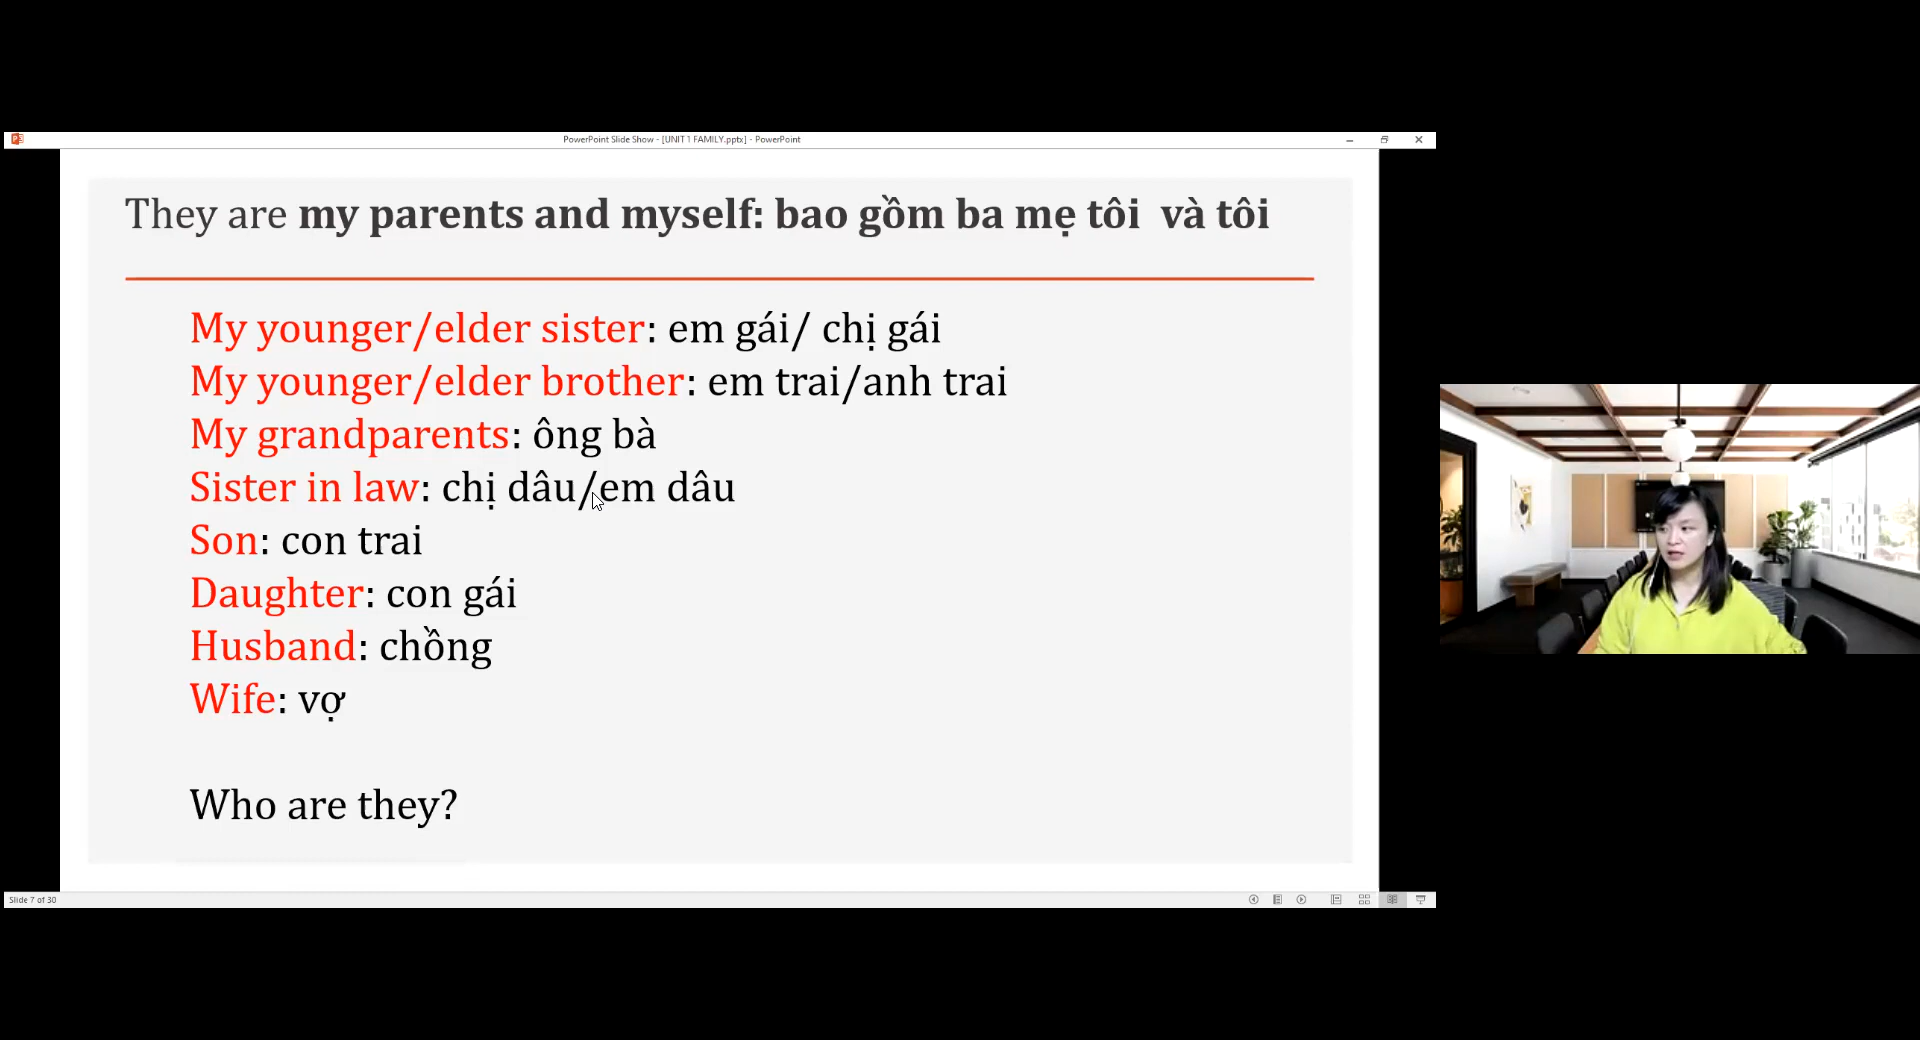 PowerPoint Slide Show - [UNIT 1 FAMILY.pptx] - PowerPoint
They are my parents and myself: bao gồm ba mẹ tôi và tôi
My younger/elder sister: em gái/ chị gái
My younger/elder brother: em trai/anh trai
My grandparents: ông bà
Sister in law: chị dâu/em dâu
Son: con trai
Daughter: con gái
Husband: chồng
Wife: vợ
Who are they?
Slide 7 of 30